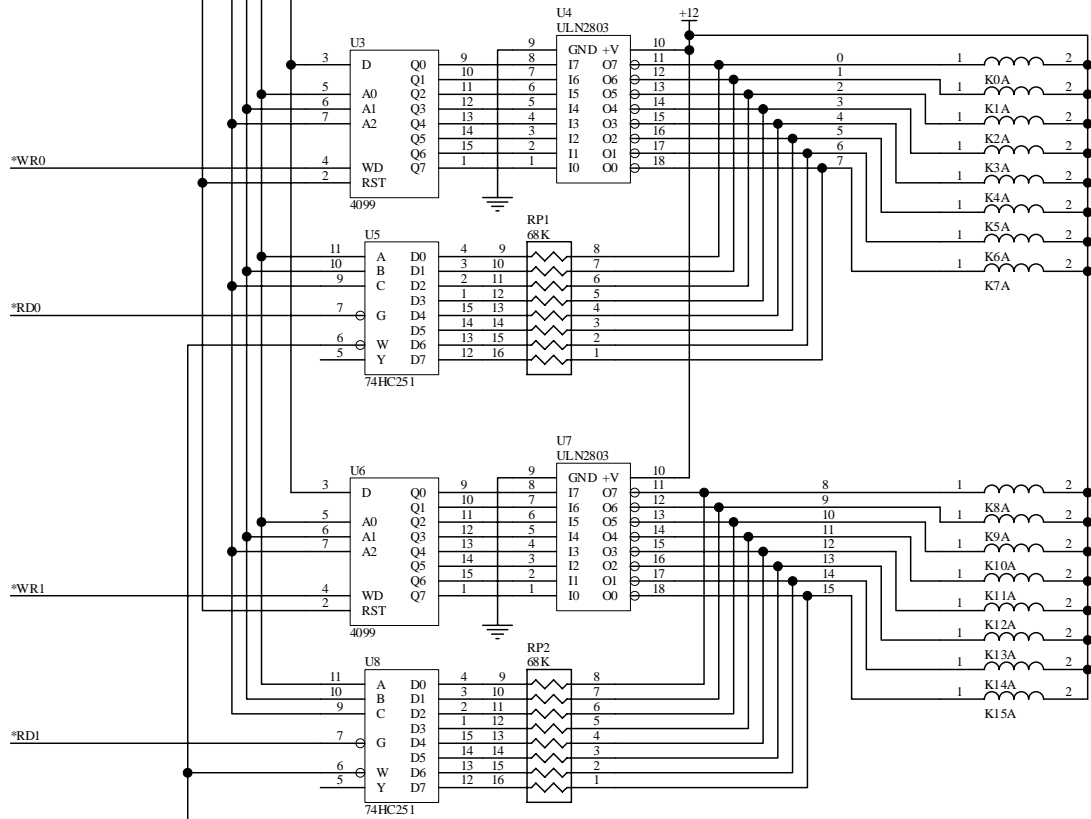 +12
U4
ULN2803
U3
9 GND +V 10
3 D Q0 9 8 I7 O7 11 0 1 2
Q1 10 7 I6 O6 12 1 K0A
5 A0 Q2 11 6 I5 O5 13 2 1 2
6 A1 Q3 12 5 I4 O4 14 3 K1A
7 A2 Q4 13 4 I3 O3 15 4 1 2
Q5 14 3 I2 O2 16 5 K2A
Q6 15 2 I1 O1 17 6 1 2
*WR0 4 WD Q7 1 1 I0 O0 18 7 K3A
2 RST
1 2
4099
K4A
1 2
K5A
1 2
K6A
1 2
K7A
RP1
68K
U5
11 A D0 4 9 8
10 B D1 3 10 7
9 C D2 2 11 6
D3 1 12 5
*RD0 7 G D4 15 13 4
D5 14 14 3
6 W D6 13 15 2
5 Y D7 12 16 1
74HC251
U7
ULN2803
U6
9 GND +V 10
3 D Q0 9 8 I7 O7 11 8 1 2
Q1 10 7 I6 O6 12 9 K8A
5 A0 Q2 11 6 I5 O5 13 10 1 2
6 A1 Q3 12 5 I4 O4 14 11 K9A
7 A2 Q4 13 4 I3 O3 15 12 1 2
Q5 14 3 I2 O2 16 13 K10A
Q6 15 2 I1 O1 17 14 1 2
*WR1 4 WD Q7 1 1 I0 O0 18 15 K11A
2 RST
1 2
4099
K12A
1 2
K13A
1 2
K14A
1 2
K15A
RP2
68K
U8
11 A D0 4 9 8
10 B D1 3 10 7
9 C D2 2 11 6
D3 1 12 5
*RD1 7 G D4 15 13 4
D5 14 14 3
6 W D6 13 15 2
5 Y D7 12 16 1
74HC251